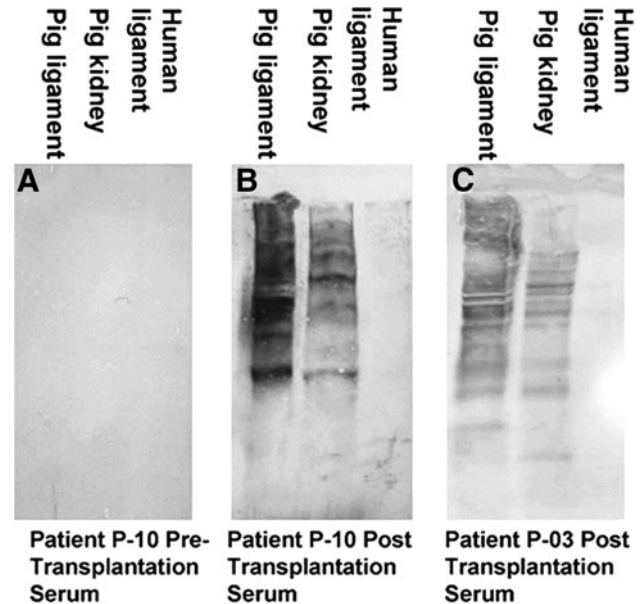 Pig ligament
Pig kidney
Human
ligament
Pig ligament
Pig kidney
Human
ligament
Pig ligament
Pig kidney
Human
ligament
A
B
C
Patient P-10 Pre-
Transplantation
Serum
Patient P-10 Post
Transplantation
Serum
Patient P-03 Post
Transplantation
Serum